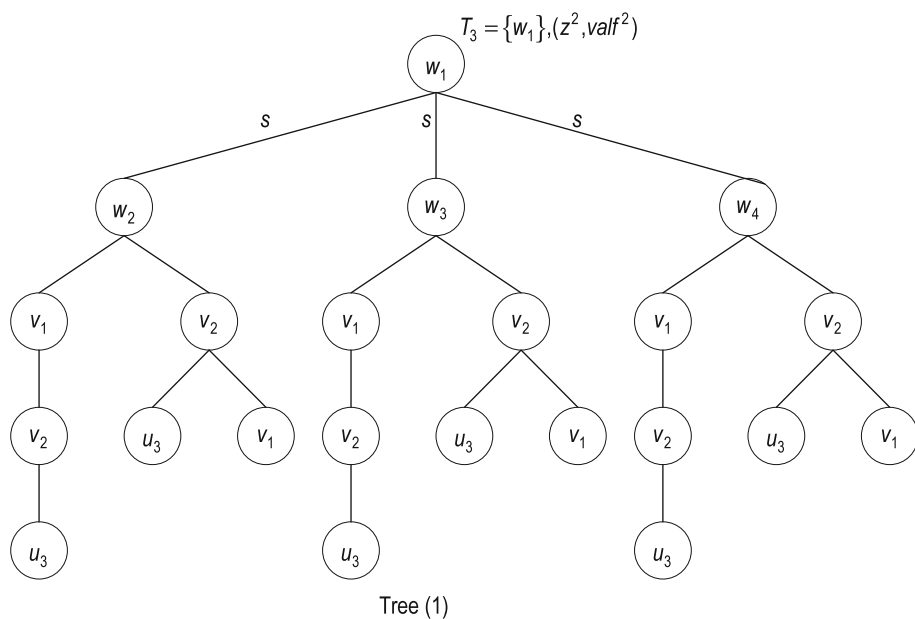 T₃ = {w₁},(z²,valf²)
w₁
s s s
w₂ w₃ w₄
v₁ v₂ v₁ v₂ v₁ v₂
v₂ u₃ v₁ v₂ u₃ v₁ v₂ u₃ v₁
u₃ u₃ u₃
Tree (1)